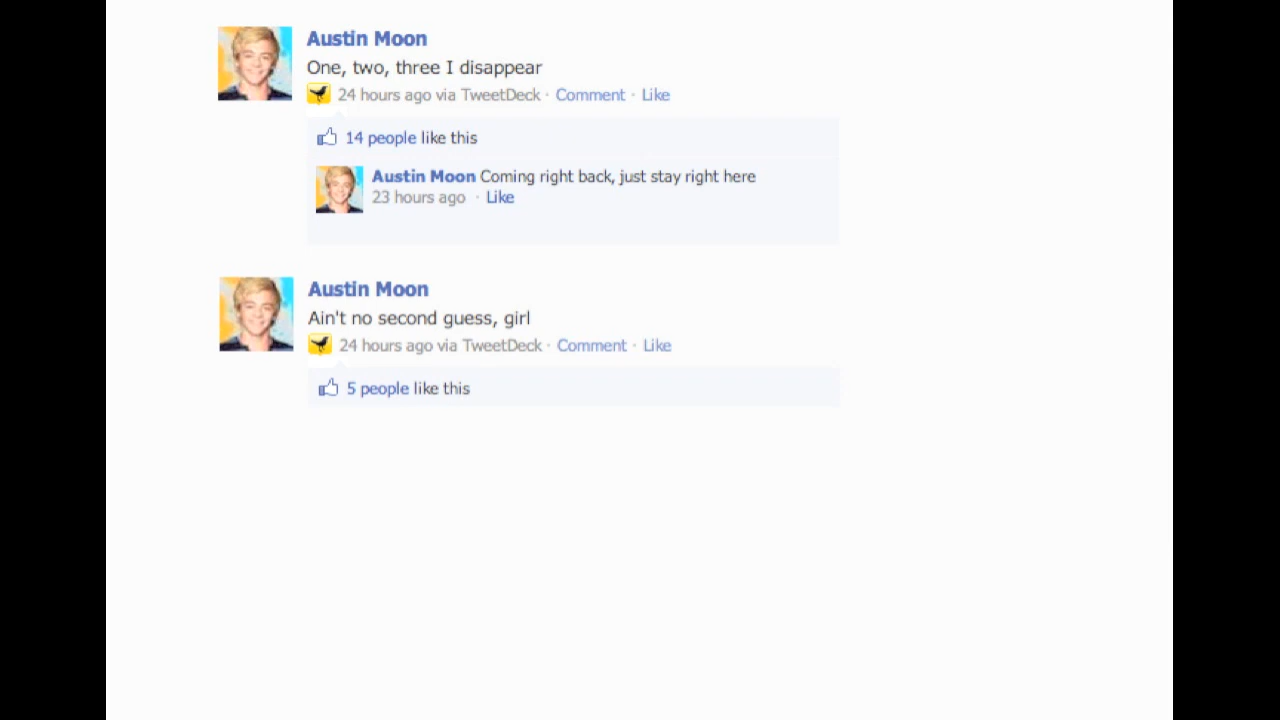 Austin Moon
One, two, three I disappear
24 hours ago via TweetDeck · Comment · Like
14 people like this
Austin Moon Coming right back, just stay right here
23 hours ago · Like
Austin Moon
Ain't no second guess, girl
24 hours ago via TweetDeck · Comment · Like
5 people like this